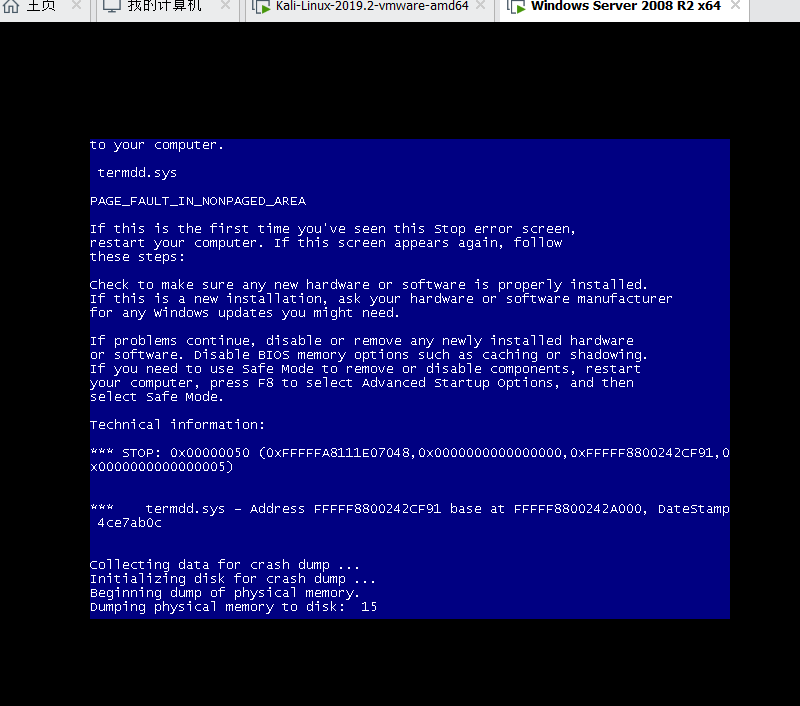 主页
我的计算机
Kali-Linux-2019.2-vmware-amd64
Windows Server 2008 R2 x64
to your computer.
termdd.sys
PAGE_FAULT_IN_NONPAGED_AREA
If this is the first time you've seen this Stop error screen,
restart your computer. If this screen appears again, follow
these steps:
Check to make sure any new hardware or software is properly installed.
If this is a new installation, ask your hardware or software manufacturer
for any Windows updates you might need.
If problems continue, disable or remove any newly installed hardware
or software. Disable BIOS memory options such as caching or shadowing.
If you need to use Safe Mode to remove or disable components, restart
your computer, press F8 to select Advanced Startup Options, and then
select Safe Mode.
Technical information:
*** STOP: 0x00000050 (0xFFFFFA8111E07048,0x0000000000000000,0xFFFFF8800242CF91,0
x0000000000000005)
*** termdd.sys - Address FFFFF8800242CF91 base at FFFFF8800242A000, DateStamp
4ce7ab0c
Collecting data for crash dump ...
Initializing disk for crash dump ...
Beginning dump of physical memory.
Dumping physical memory to disk: 15